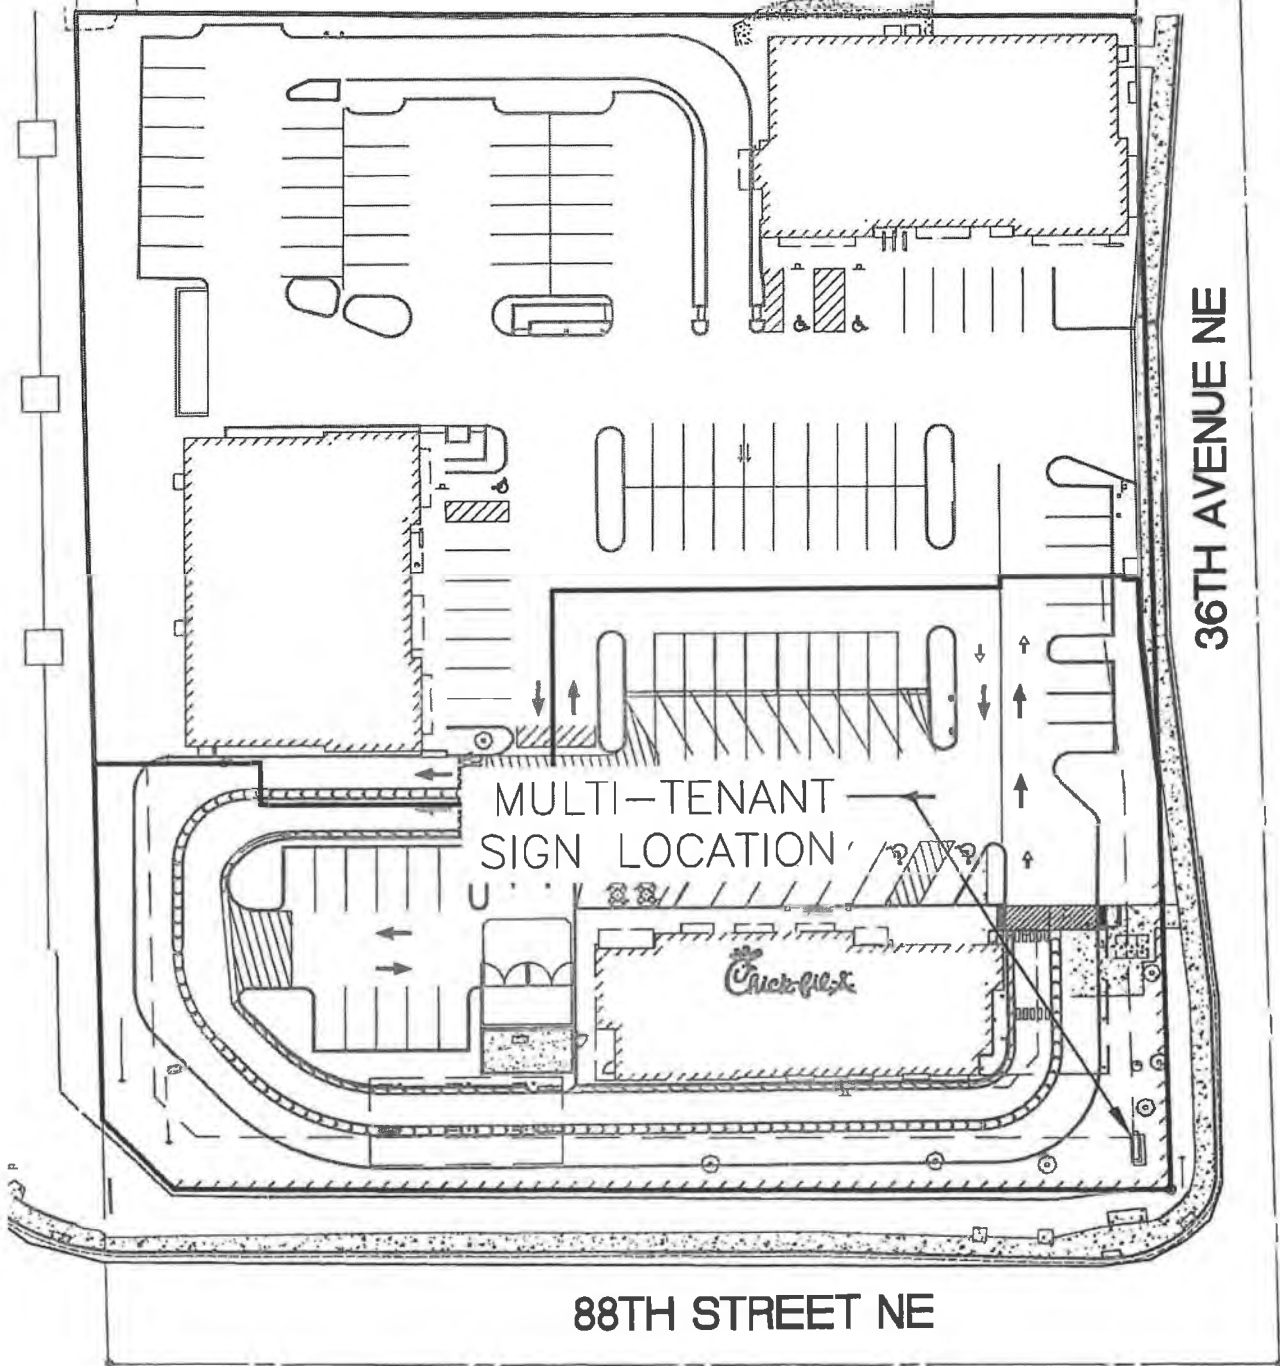 36TH AVENUE NE
MULTI-TENANT
SIGN LOCATION
Chick-fil-A
88TH STREET NE